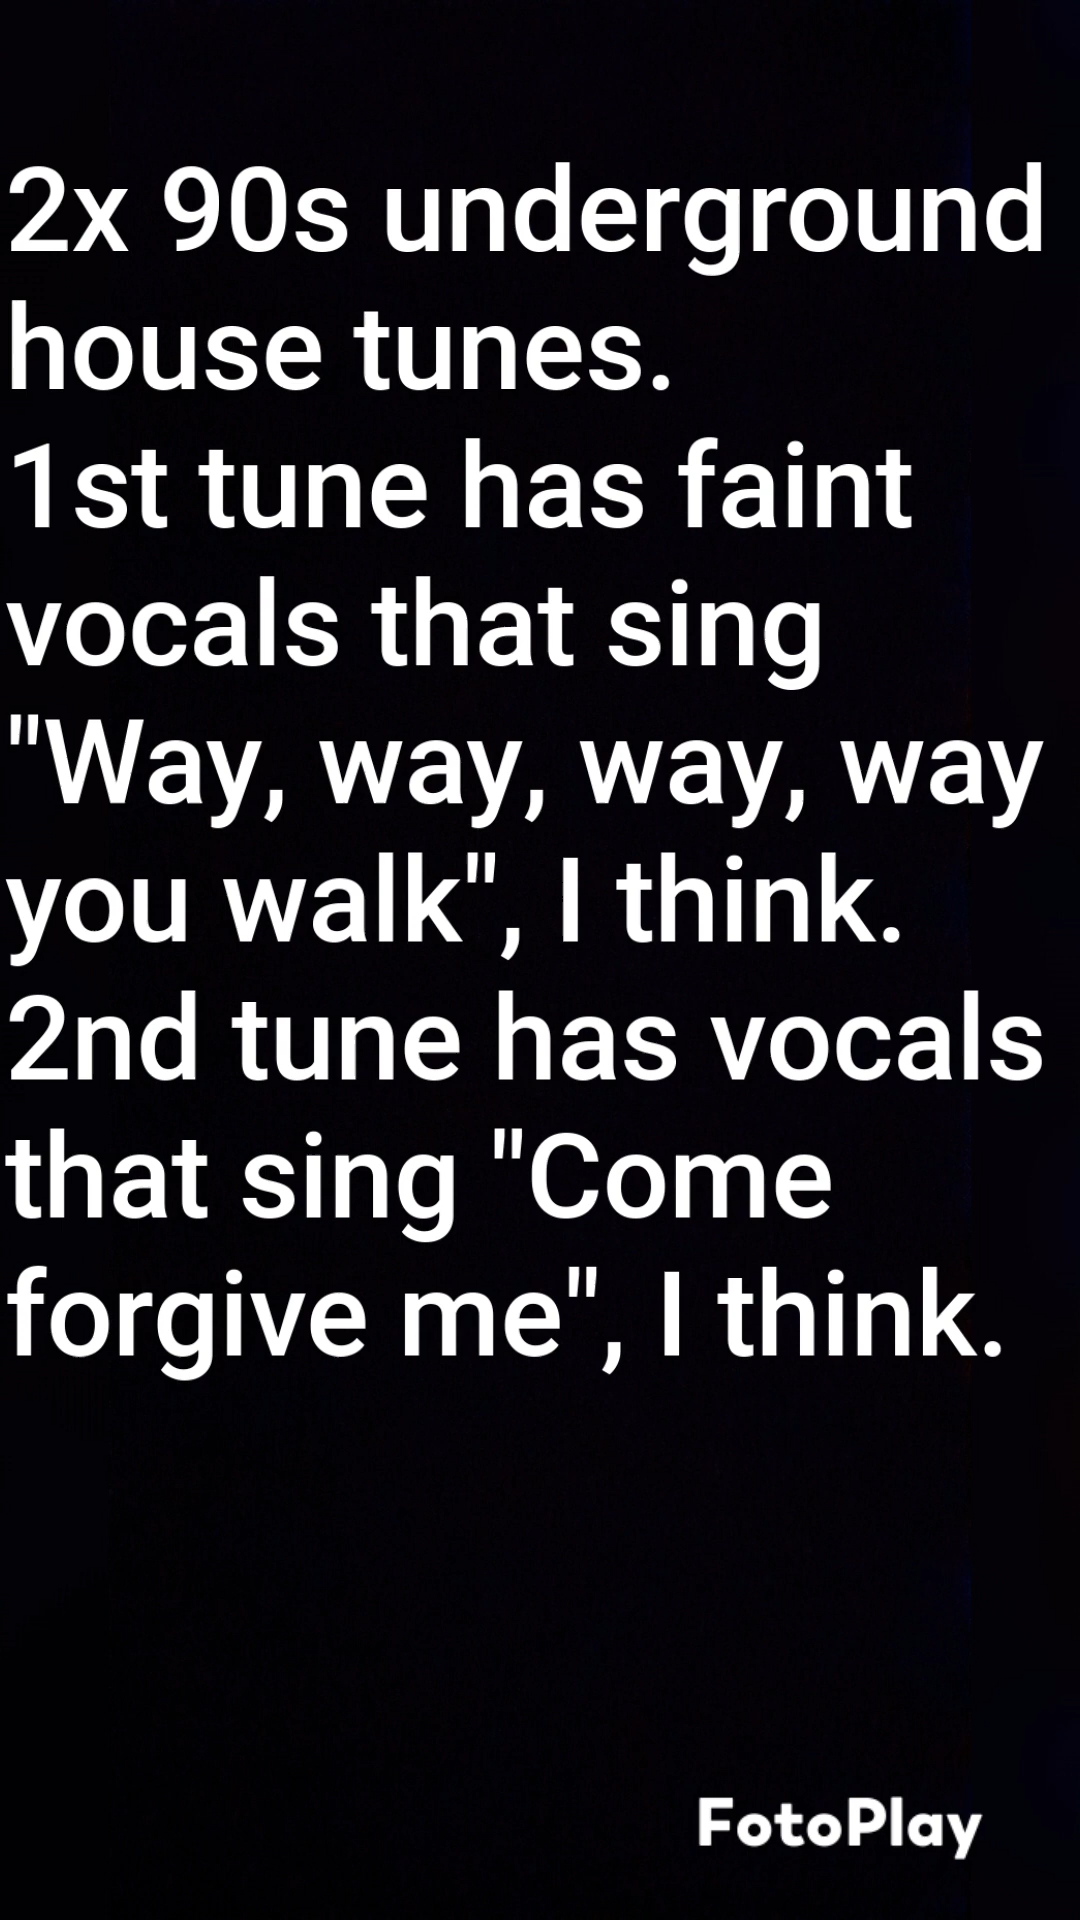 2x 90s underground
house tunes.
1st tune has faint
vocals that sing
"Way, way, way, way
you walk", I think.
2nd tune has vocals
that sing "Come
forgive me", I think.
FotoPlay